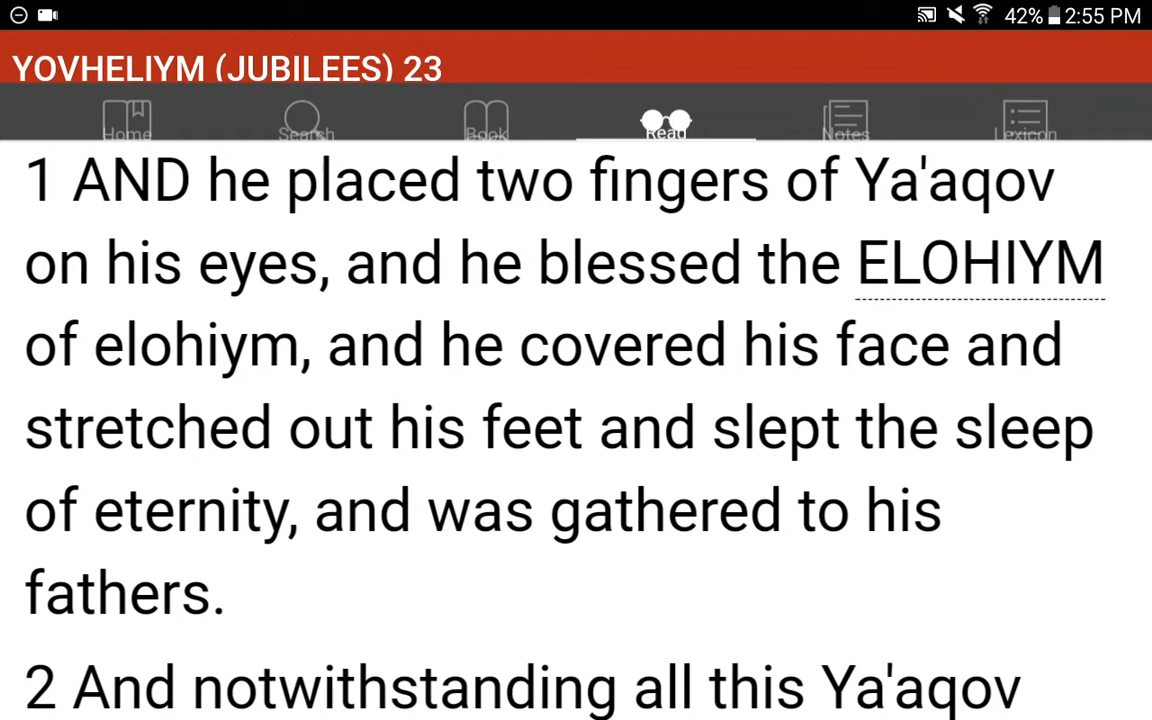 42% 2:55 PM
YOVHELIYM (JUBILEES) 23
Home Search Book Read Notes Lexicon
1 AND he placed two fingers of Ya'aqov
on his eyes, and he blessed the ELOHIYM
of elohiym, and he covered his face and
stretched out his feet and slept the sleep
of eternity, and was gathered to his
fathers.
2 And notwithstanding all this Ya'aqov